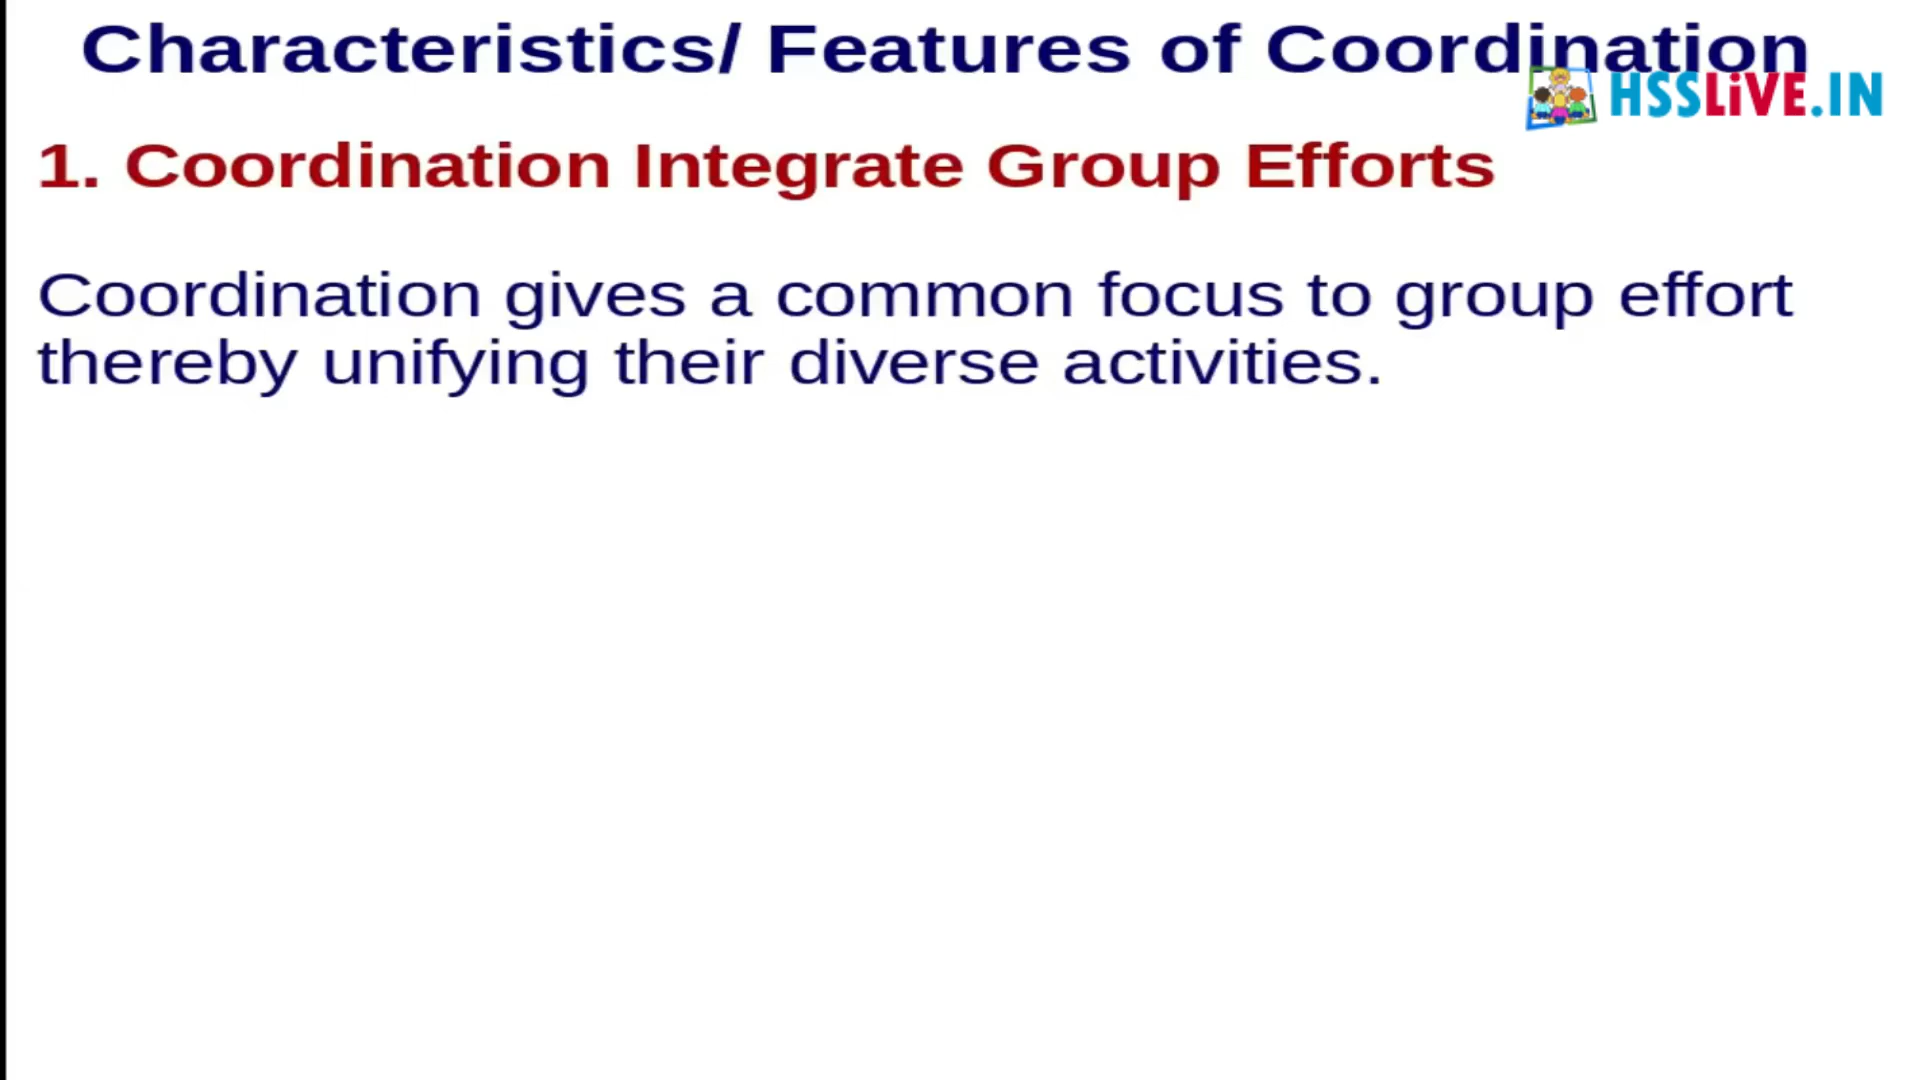 Characteristics/ Features of Coordination
HSSLiVE.IN
1. Coordination Integrate Group Efforts
Coordination gives a common focus to group effort
thereby unifying their diverse activities.